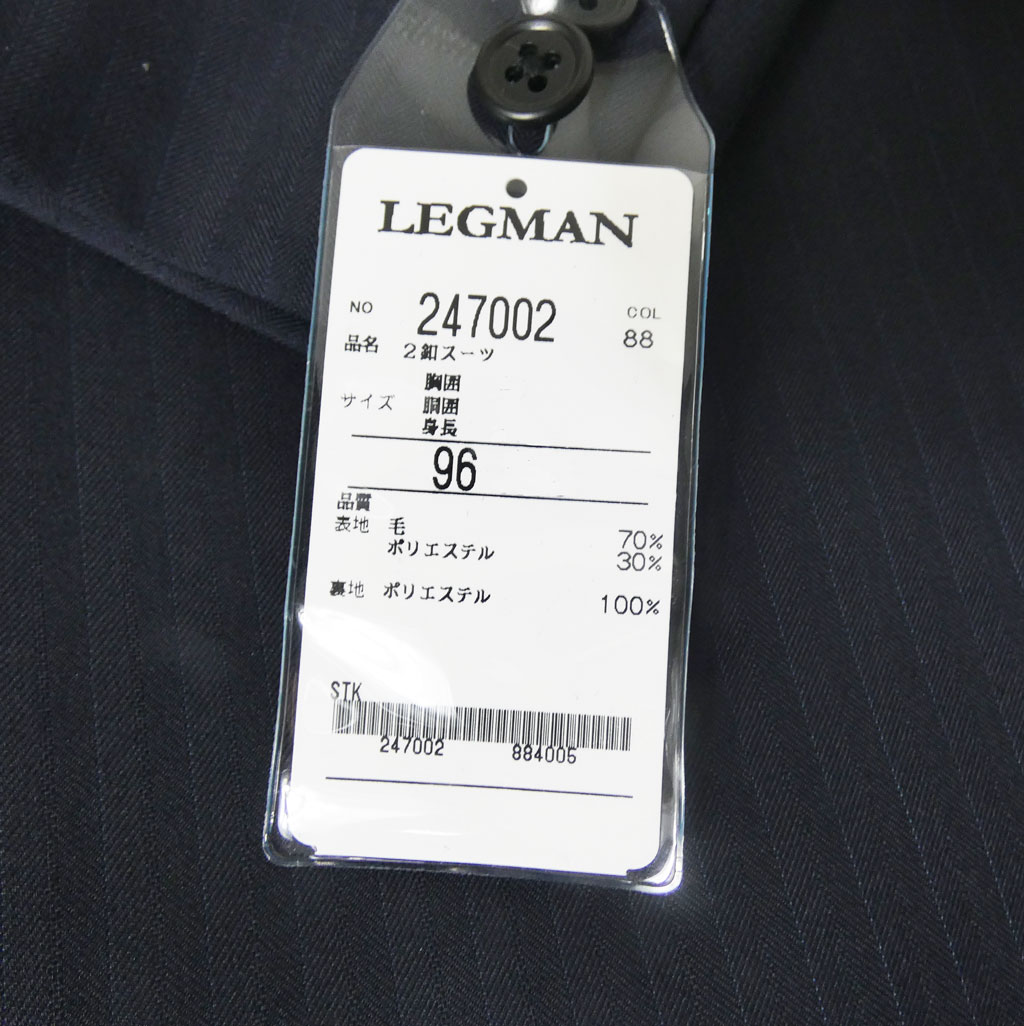 LEGMAN
NO 247002 COL
88
品名 2釦スーツ
胸囲
サイズ 胴囲
身長
96
品質
表地 毛 70%
ポリエステル 30%
裏地 ポリエステル 100%
STK
247002 884005